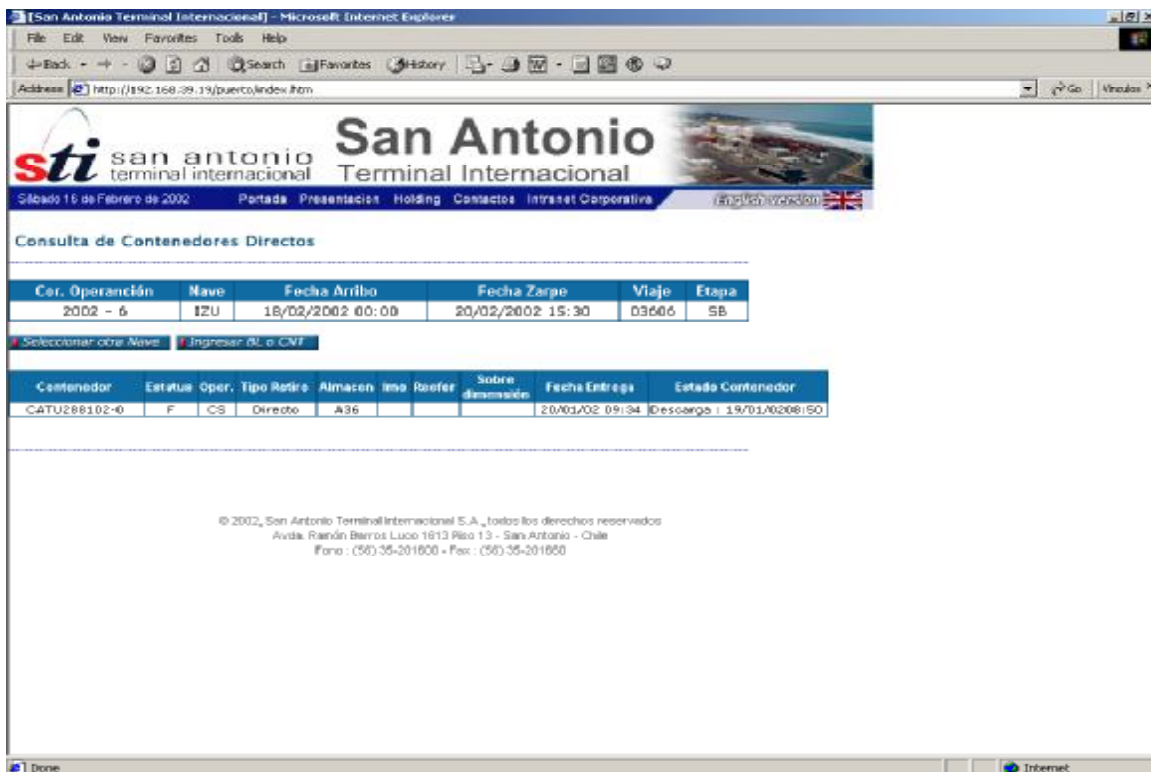 [San Antonio Terminal Internacional] - Microsoft Internet Explorer
File Edit View Favorites Tools Help
Back Search Favorites History
Address http://192.168.39.19/puerto/index.htm Go Vínculos
sti san antonio terminal internacional
San Antonio
Terminal Internacional
Sábado 16 de Febrero de 2002 Portada Presentacion Holding Contactos Intranet Corporativa English version
Consulta de Contenedores Directos
Cor. Operanción Nave Fecha Arribo Fecha Zarpe Viaje Etapa
2002 - 6 IZU 18/02/2002 00:00 20/02/2002 15:30 03606 SB
Seleccionar otra Nave Ingresar BL o CNT
Contenedor Estatus Oper. Tipo Retiro Almacen Imo Reefer Sobre dimensión Fecha Entrega Estado Contenedor
CATU288102-0 F CS Directo A36 20/01/02 09:34 Descarga : 19/01/0208:50
© 2002, San Antonio Terminal Internacional S.A., todos los derechos reservados
Avda. Ramón Barros Luco 1613 Piso 13 - San Antonio - Chile
Fono : (56) 35-201600 - Fax : (56) 35-201660
Done Internet